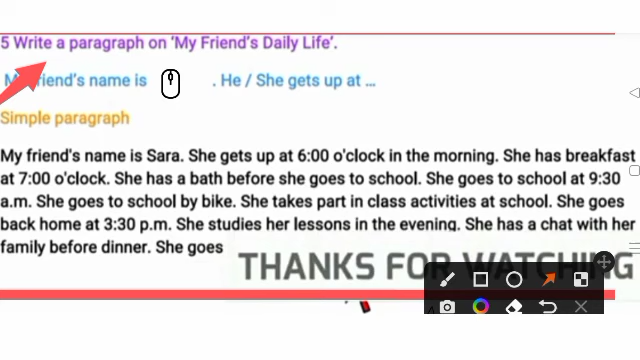 5 Write a paragraph on ‘My Friend’s Daily Life’.
My friend’s name is . He / She gets up at ...
Simple paragraph
My friend's name is Sara. She gets up at 6:00 o'clock in the morning. She has breakfast
at 7:00 o'clock. She has a bath before she goes to school. She goes to school at 9:30
a.m. She goes to school by bike. She takes part in class activities at school. She goes
back home at 3:30 p.m. She studies her lessons in the evening. She has a chat with her
family before dinner. She goes
THANKS FOR WATCHING